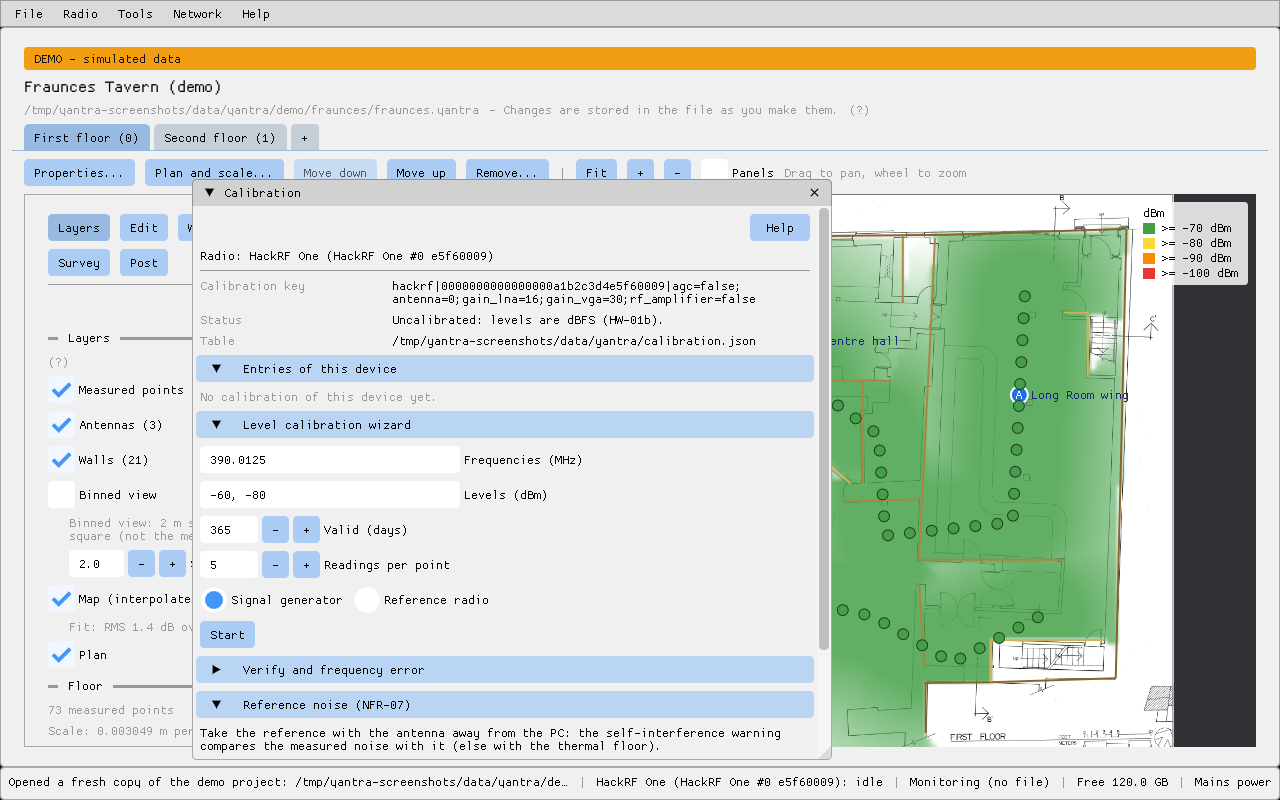 File Radio Tools Network Help
DEMO - simulated data
Fraunces Tavern (demo)
/tmp/yantra-screenshots/data/yantra/demo/fraunces/fraunces.yantra - Changes are stored in the file as you make them. (?)
First floor (0) Second floor (1) +
Properties... Plan and scale... Move down Move up Remove... | Fit + - Panels Drag to pan, wheel to zoom
Layers Edit
Survey Post
Layers
(?)
Measured points
Antennas (3)
Walls (21)
Binned view
Binned view: 2 m s
square (not the me
2.0 - +
Map (interpolate
Fit: RMS 1.4 dB ov
Plan
Floor
73 measured points
Scale: 0.003049 m per
Calibration
Help
Radio: HackRF One (HackRF One #0 e5f60009)
Calibration key hackrf|0000000000000000a1b2c3d4e5f60009|agc=false;
antenna=0;gain_lna=16;gain_vga=30;rf_amplifier=false
Status Uncalibrated: levels are dBFS (HW-01b).
Table /tmp/yantra-screenshots/data/yantra/calibration.json
Entries of this device
No calibration of this device yet.
Level calibration wizard
390.0125 Frequencies (MHz)
-60, -80 Levels (dBm)
365 - + Valid (days)
5 - + Readings per point
Signal generator Reference radio
Start
Verify and frequency error
Reference noise (NFR-07)
Take the reference with the antenna away from the PC: the self-interference warning
compares the measured noise with it (else with the thermal floor).
dBm
>= -70 dBm
>= -80 dBm
>= -90 dBm
>= -100 dBm
B
C'
entre hall
A Long Room wing
UP
B'
FIRST FLOOR
FEET
METERS
Opened a fresh copy of the demo project: /tmp/yantra-screenshots/data/yantra/de… | HackRF One (HackRF One #0 e5f60009): idle | Monitoring (no file) | Free 120.0 GB | Mains power